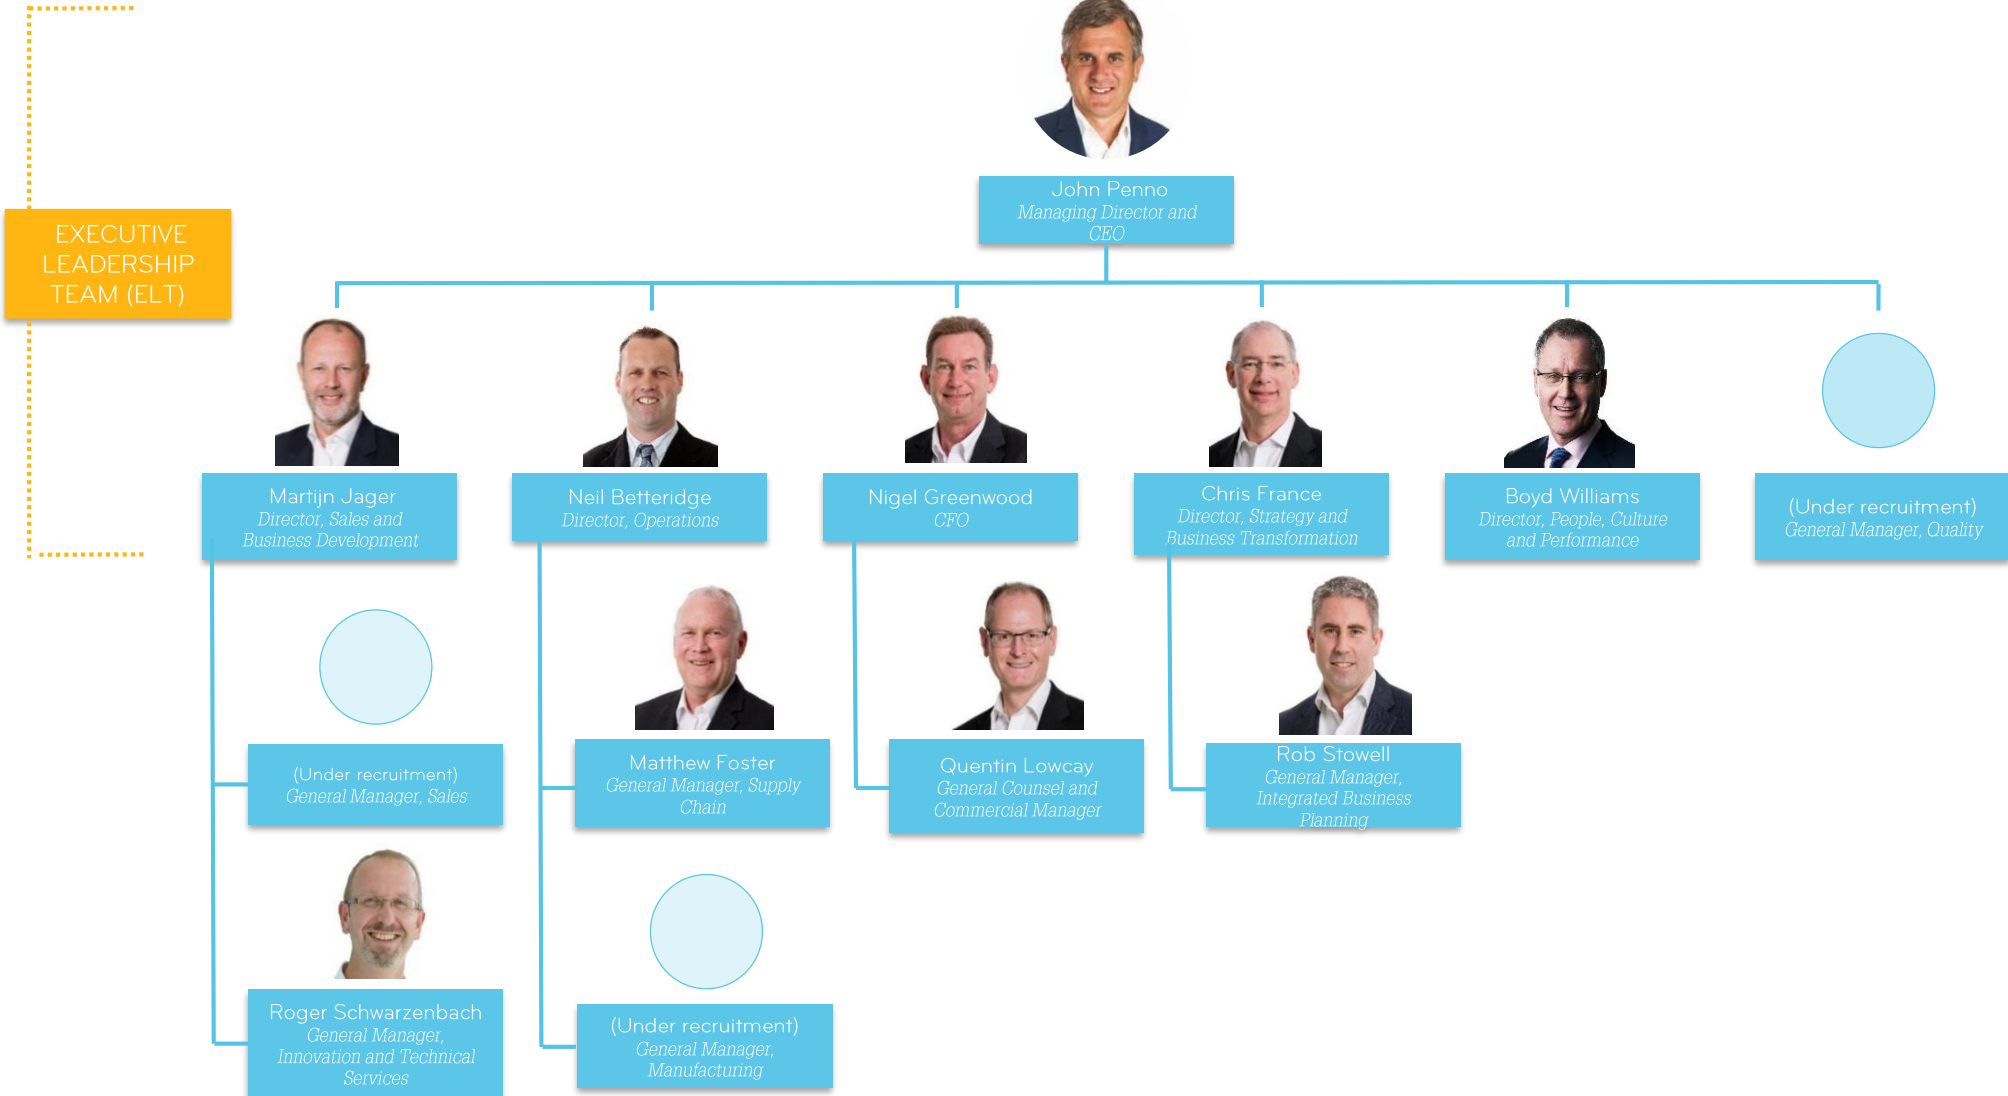 John Penno
Managing Director and
CEO
EXECUTIVE
LEADERSHIP
TEAM (ELT)
Martijn Jager
Director, Sales and
Business Development
Neil Betteridge
Director, Operations
Nigel Greenwood
CFO
Chris France
Director, Strategy and
Business Transformation
Boyd Williams
Director, People, Culture
and Performance
(Under recruitment)
General Manager, Quality
(Under recruitment)
General Manager, Sales
Matthew Foster
General Manager, Supply
Chain
Quentin Lowcay
General Counsel and
Commercial Manager
Rob Stowell
General Manager,
Integrated Business
Planning
Roger Schwarzenbach
General Manager,
Innovation and Technical
Services
(Under recruitment)
General Manager,
Manufacturing